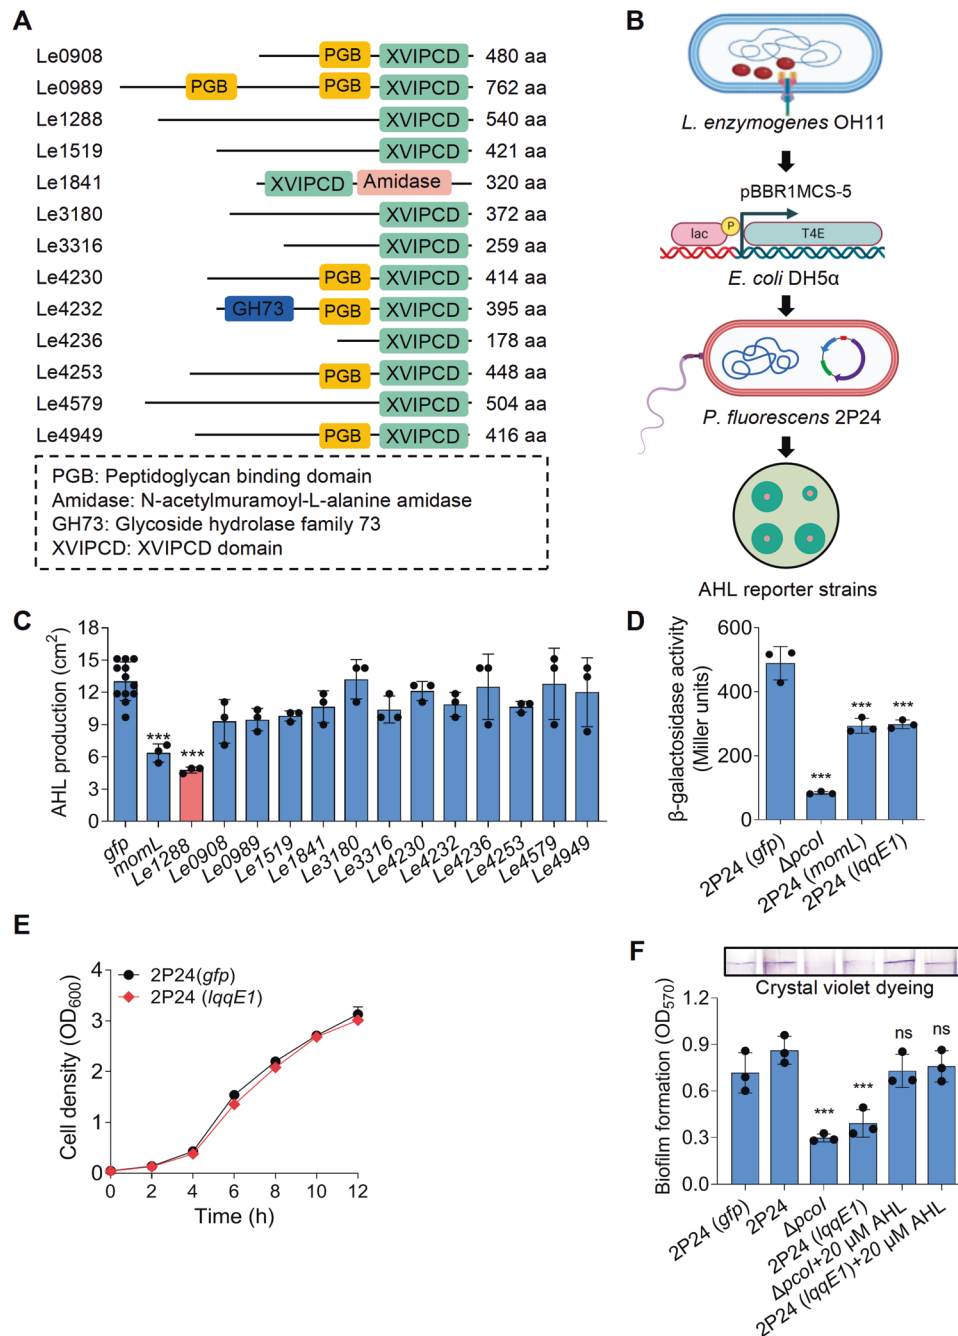 A
Le0908 PGB XVIPCD 480 aa
Le0989 PGB PGB XVIPCD 762 aa
Le1288 XVIPCD 540 aa
Le1519 XVIPCD 421 aa
Le1841 XVIPCD Amidase 320 aa
Le3180 XVIPCD 372 aa
Le3316 XVIPCD 259 aa
Le4230 PGB XVIPCD 414 aa
Le4232 GH73 PGB XVIPCD 395 aa
Le4236 XVIPCD 178 aa
Le4253 PGB XVIPCD 448 aa
Le4579 XVIPCD 504 aa
Le4949 PGB XVIPCD 416 aa
PGB: Peptidoglycan binding domain
Amidase: N-acetylmuramoyl-L-alanine amidase
GH73: Glycoside hydrolase family 73
XVIPCD: XVIPCD domain
B
L. enzymogenes OH11
pBBR1MCS-5
lac P T4E
E. coli DH5α
P. fluorescens 2P24
AHL reporter strains
C
AHL production (cm²)
18
15
12
9
6
3
0
***
***
gfp
momL
Le1288
Le0908
Le0989
Le1519
Le1841
Le3180
Le3316
Le4230
Le4232
Le4236
Le4253
Le4579
Le4949
D
β-galactosidase activity
(Miller units)
600
400
200
0
***
***
***
2P24 (gfp)
ΔpcoI
2P24 (momL)
2P24 (lqqE1)
E
Cell density (OD₆₀₀)
4
3
2
1
0
2P24(gfp)
2P24 (lqqE1)
0 2 4 6 8 10 12
Time (h)
F
Crystal violet dyeing
Biofilm formation (OD₅₇₀)
1.2
0.9
0.6
0.3
0.0
***
***
ns
ns
2P24 (gfp)
2P24
ΔpcoI
2P24 (lqqE1)
ΔpcoI+20 µM AHL
2P24 (lqqE1)+20 µM AHL